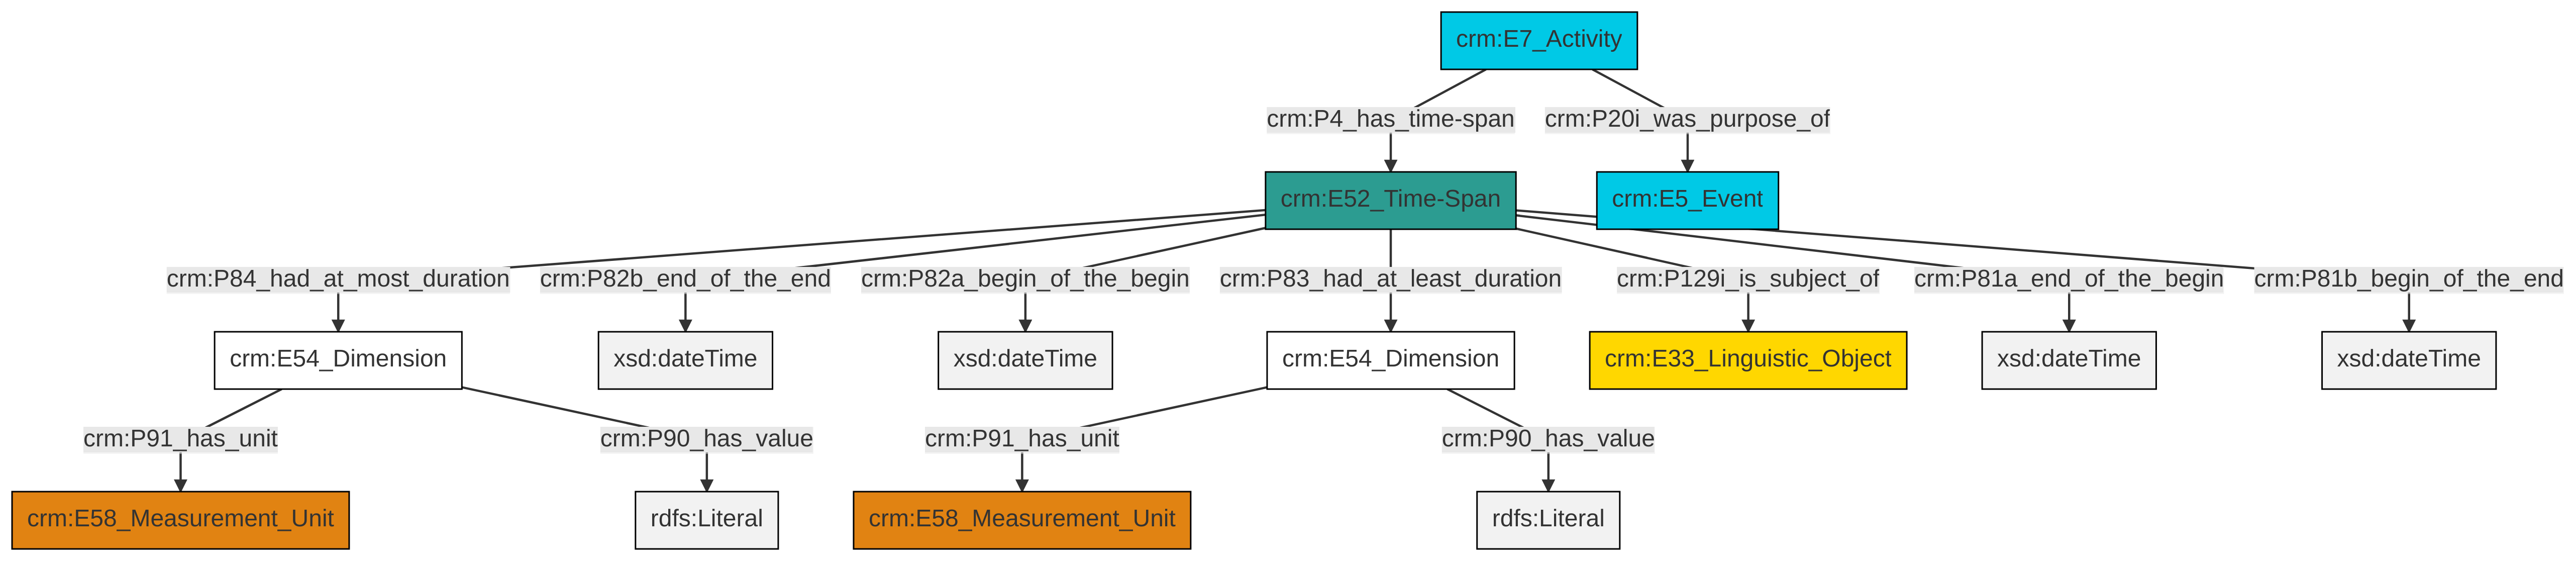 crm:E7_Activity
crm:P4_has_time-span
crm:P20i_was_purpose_of
crm:E52_Time-Span
crm:E5_Event
crm:P84_had_at_most_duration
crm:P82b_end_of_the_end
crm:P82a_begin_of_the_begin
crm:P83_had_at_least_duration
crm:P129i_is_subject_of
crm:P81a_end_of_the_begin
crm:P81b_begin_of_the_end
crm:E54_Dimension
xsd:dateTime
xsd:dateTime
crm:E54_Dimension
crm:E33_Linguistic_Object
xsd:dateTime
xsd:dateTime
crm:P91_has_unit
crm:P90_has_value
crm:P91_has_unit
crm:P90_has_value
crm:E58_Measurement_Unit
rdfs:Literal
crm:E58_Measurement_Unit
rdfs:Literal